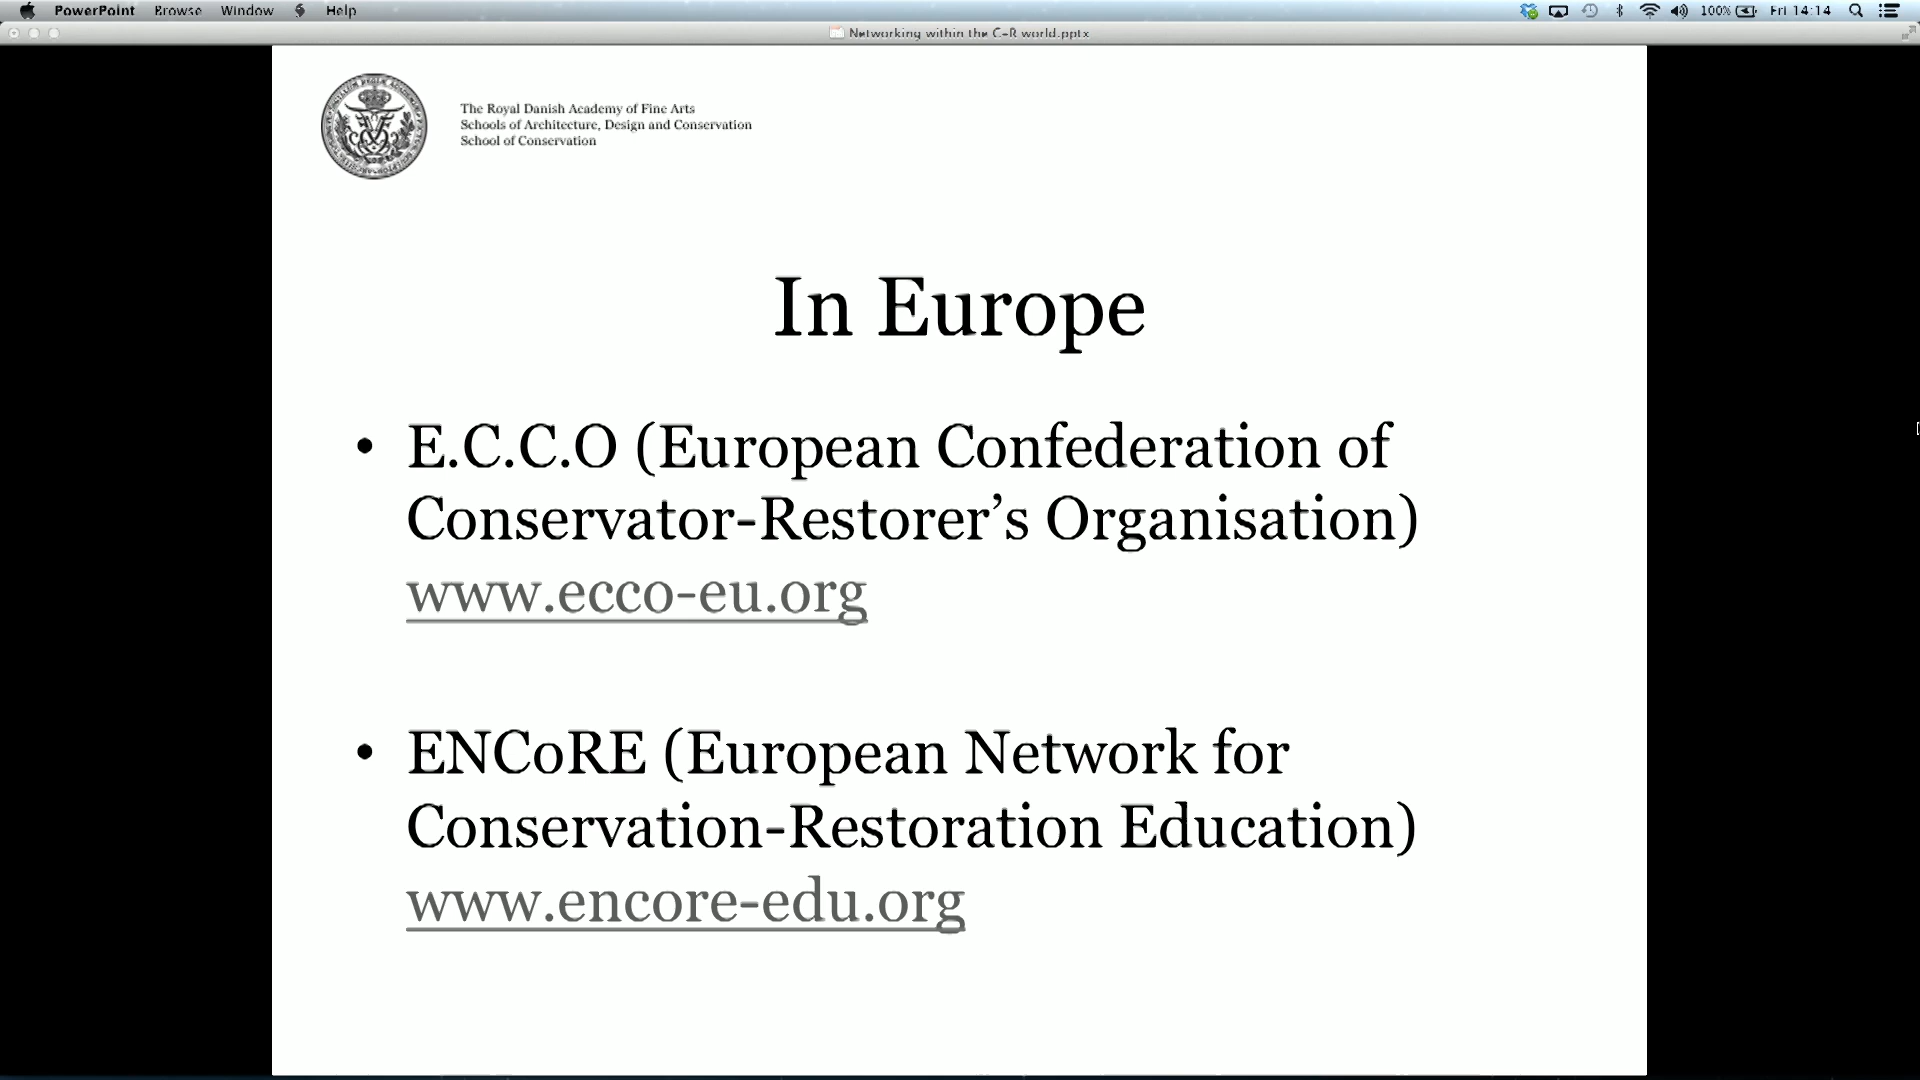 PowerPoint Browse Window Help 100% Fri 14:14
Networking within the C-R world.pptx
The Royal Danish Academy of Fine Arts
Schools of Architecture, Design and Conservation
School of Conservation
In Europe
• E.C.C.O (European Confederation of
Conservator-Restorer’s Organisation)
www.ecco-eu.org
• ENCoRE (European Network for
Conservation-Restoration Education)
www.encore-edu.org